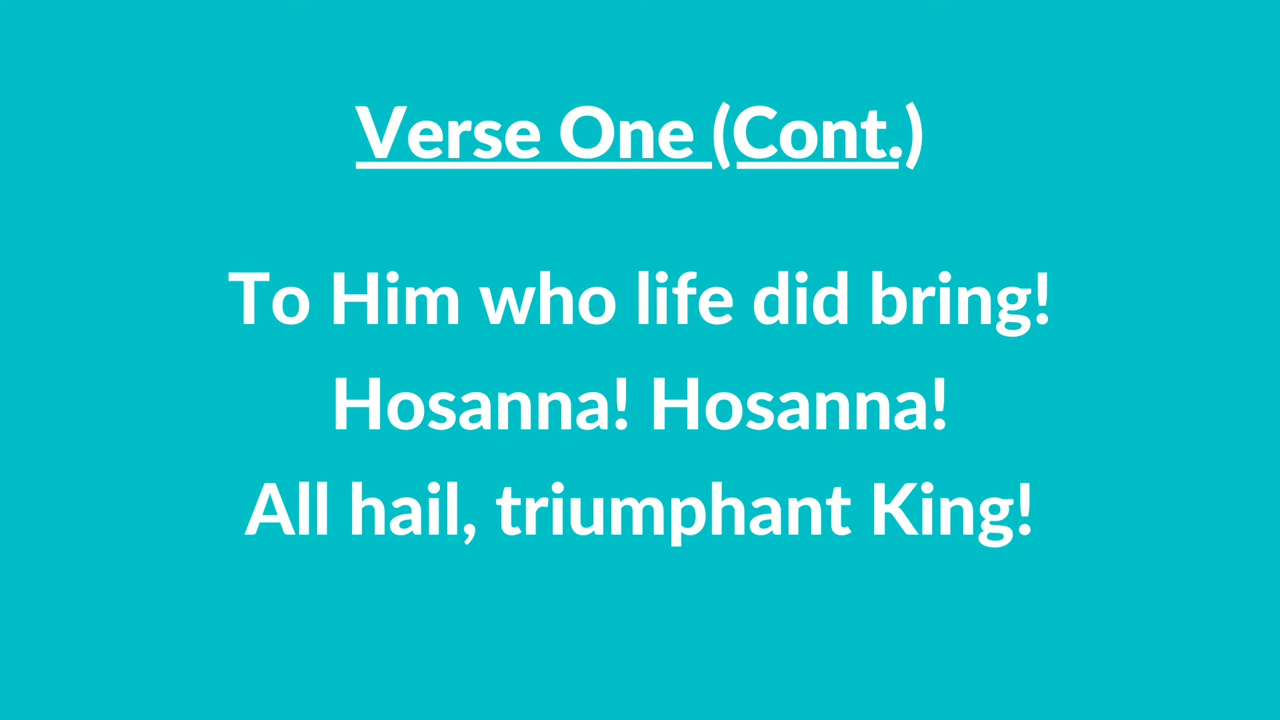 Verse One (Cont.)
To Him who life did bring!
Hosanna! Hosanna!
All hail, triumphant King!